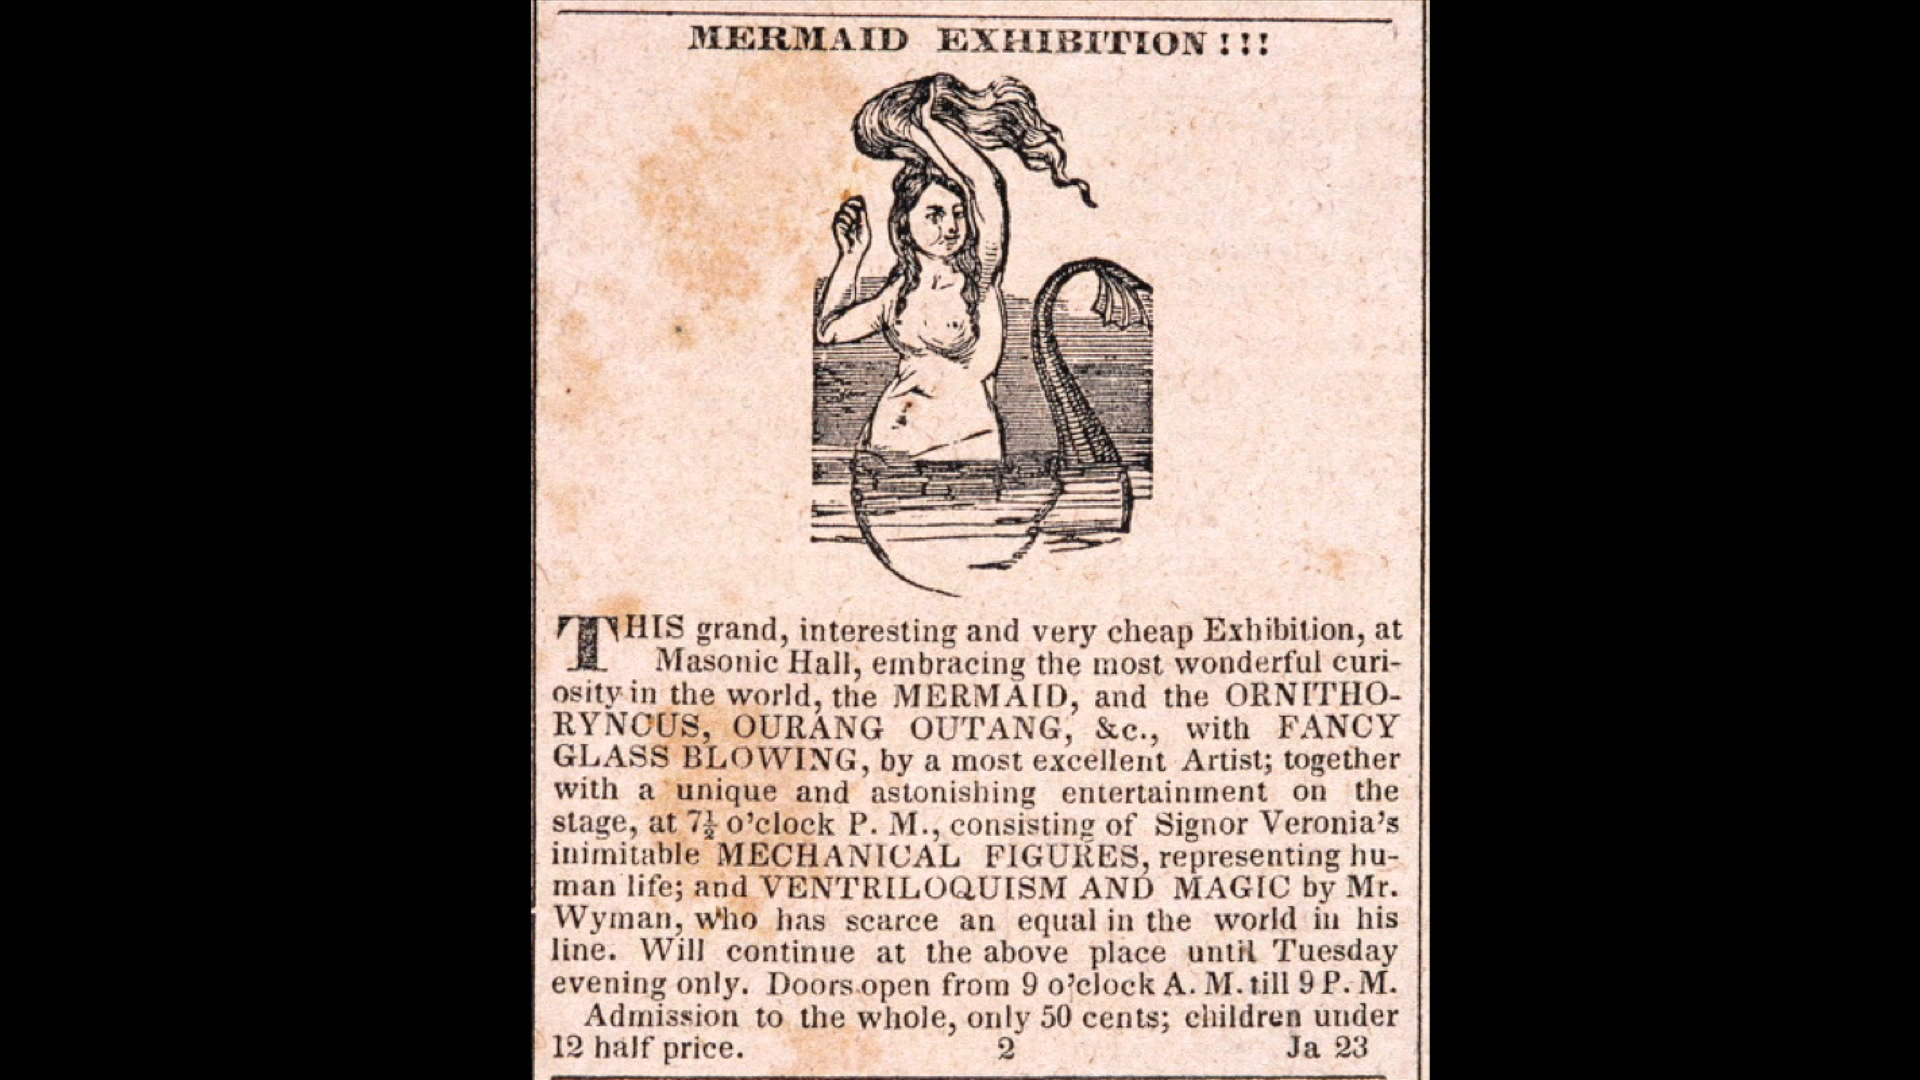 MERMAID EXHIBITION!!!
THIS grand, interesting and very cheap Exhibition, at
Masonic Hall, embracing the most wonderful curi-
osity in the world, the MERMAID, and the ORNITHO-
RYNCUS, OURANG OUTANG, &c., with FANCY
GLASS BLOWING, by a most excellent Artist; together
with a unique and astonishing entertainment on the
stage, at 7½ o'clock P. M., consisting of Signor Veronia's
inimitable MECHANICAL FIGURES, representing hu-
man life; and VENTRILOQUISM AND MAGIC by Mr.
Wyman, who has scarce an equal in the world in his
line. Will continue at the above place until Tuesday
evening only. Doors open from 9 o'clock A. M. till 9 P. M.
Admission to the whole, only 50 cents; children under
12 half price. 2 Ja 23